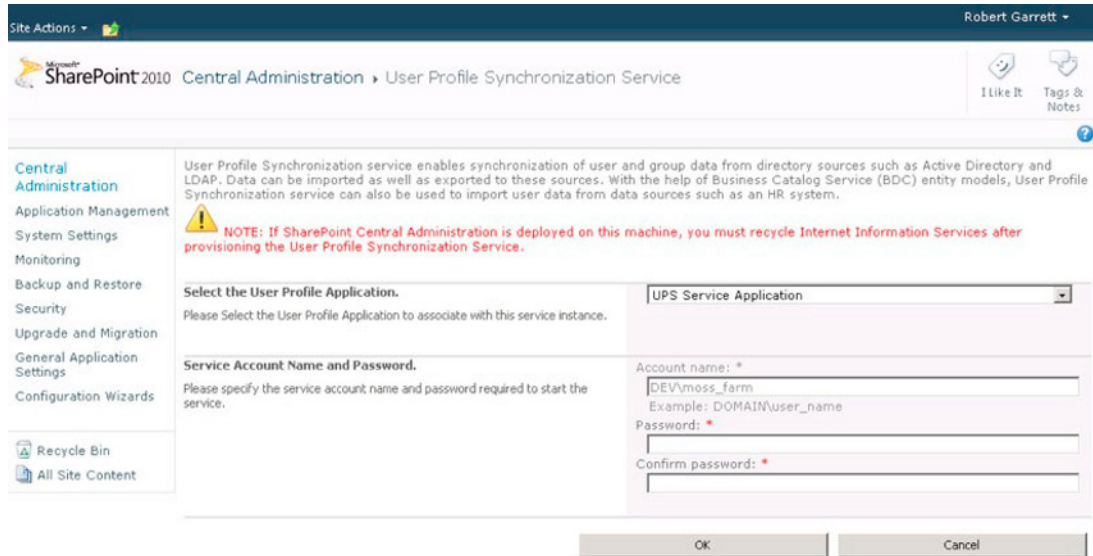 Robert Garrett
Site Actions
Microsoft
SharePoint 2010 Central Administration User Profile Synchronization Service
I Like It
Tags &
Notes
Central
Administration
Application Management
System Settings
Monitoring
Backup and Restore
Security
Upgrade and Migration
General Application
Settings
Configuration Wizards
Recycle Bin
All Site Content
User Profile Synchronization service enables synchronization of user and group data from directory sources such as Active Directory and
LDAP. Data can be imported as well as exported to these sources. With the help of Business Catalog Service (BDC) entity models, User Profile
Synchronization service can also be used to import user data from data sources such as an HR system.
NOTE: If SharePoint Central Administration is deployed on this machine, you must recycle Internet Information Services after
provisioning the User Profile Synchronization Service.
Select the User Profile Application.
Please Select the User Profile Application to associate with this service instance.
UPS Service Application
Service Account Name and Password.
Please specify the service account name and password required to start the
service.
Account name: *
DEV\moss_farm
Example: DOMAIN\user_name
Password: *
Confirm password: *
OK
Cancel